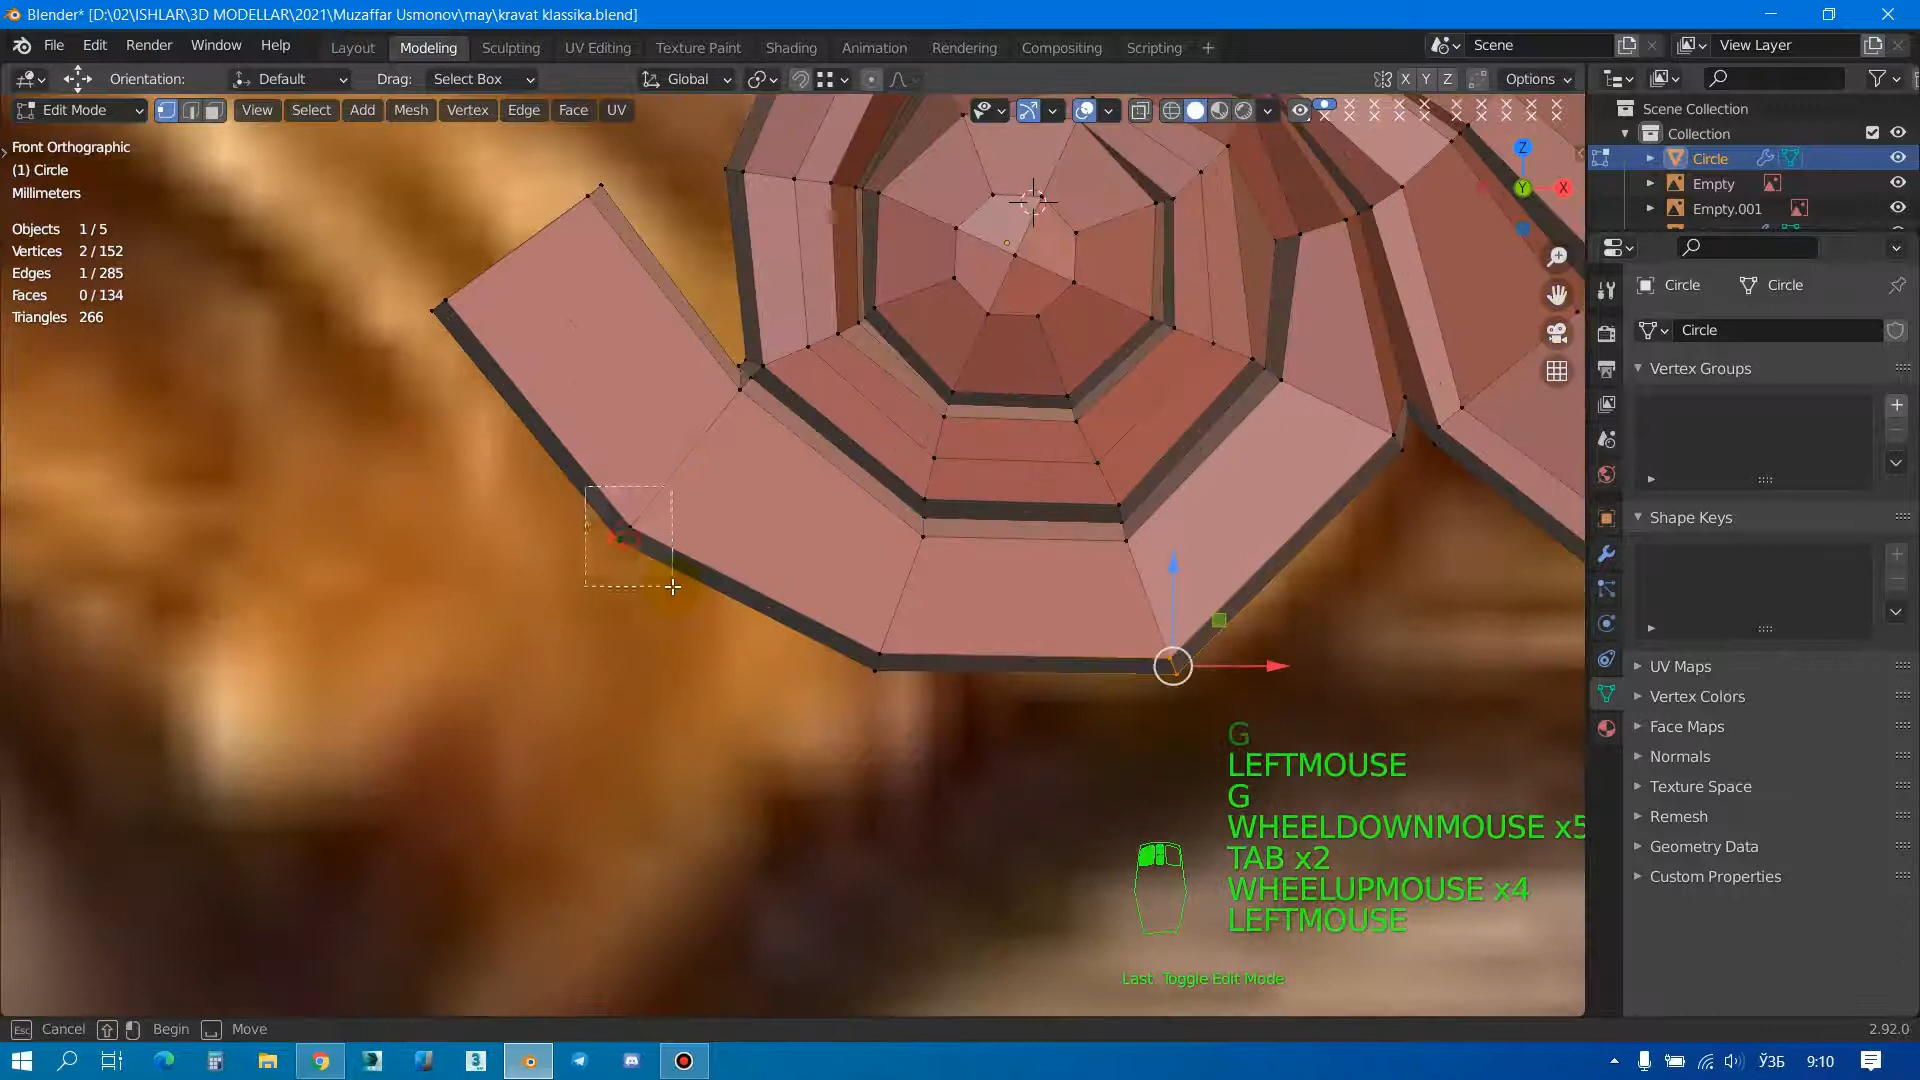 Blender* [D:\02\ISHLAR\3D MODELLAR\2021\Muzaffar Usmonov\may\kravat klassika.blend]
File Edit Render Window Help Layout Modeling Sculpting UV Editing Texture Paint Shading Animation Rendering Compositing Scripting + Scene View Layer
Orientation: Default Drag: Select Box Global X Y Z Options
Edit Mode View Select Add Mesh Vertex Edge Face UV
Scene Collection
Collection
Circle
Empty
Empty.001
Front Orthographic
(1) Circle
Millimeters
Objects 1 / 5
Vertices 2 / 152
Edges 1 / 285
Faces 0 / 134
Triangles 266
Z
Y
X
Circle Circle
Circle
Vertex Groups
Shape Keys
UV Maps
Vertex Colors
Face Maps
Normals
Texture Space
Remesh
Geometry Data
Custom Properties
G
LEFTMOUSE
G
WHEELDOWNMOUSE x5
TAB x2
WHEELUPMOUSE x4
LEFTMOUSE
Last: Toggle Edit Mode
Esc Cancel Begin Move 2.92.0
3 ЎЗБ 9:10